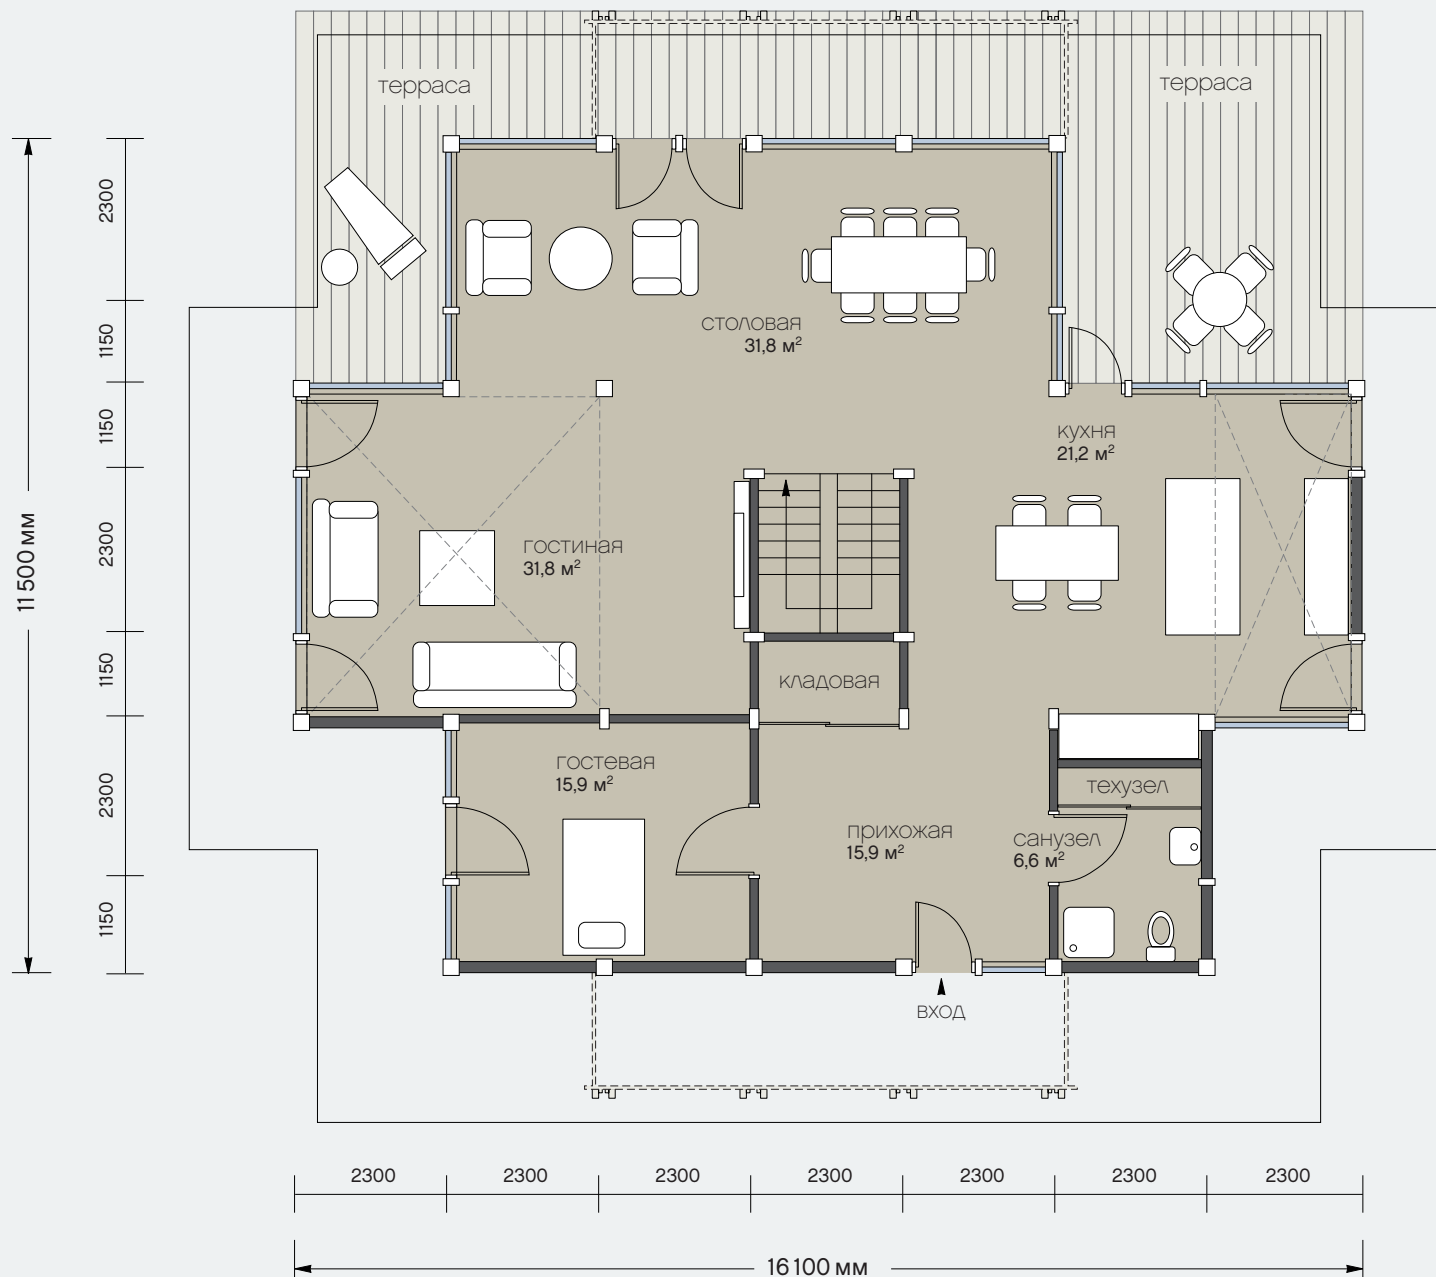 терраса
терраса
2300
1150
1150
2300
1150
2300
1150
11 500 мм
столовая
31,8 м²
кухня
21,2 м²
гостиная
31,8 м²
кладовая
гостевая
15,9 м²
техузел
прихожая
15,9 м²
санузел
6,6 м²
вход
2300 2300 2300 2300 2300 2300 2300
16 100 мм